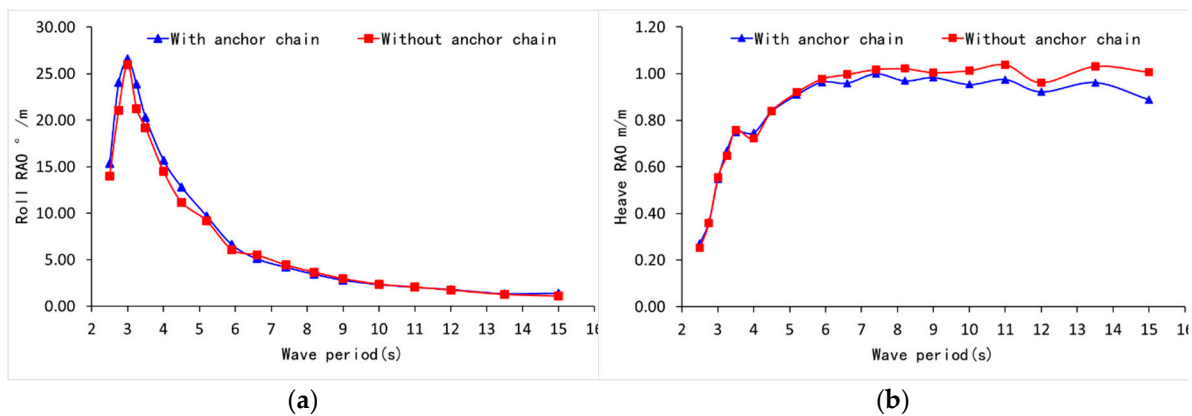 With anchor chain Without anchor chain
30.00
25.00
20.00
15.00
10.00
5.00
0.00
2 3 4 5 6 7 8 9 10 11 12 13 14 15 16
Roll RAO °/m
Wave period(s)
(a)
With anchor chain Without anchor chain
1.20
1.00
0.80
0.60
0.40
0.20
0.00
2 3 4 5 6 7 8 9 10 11 12 13 14 15 16
Heave RAO m/m
Wave period(s)
(b)